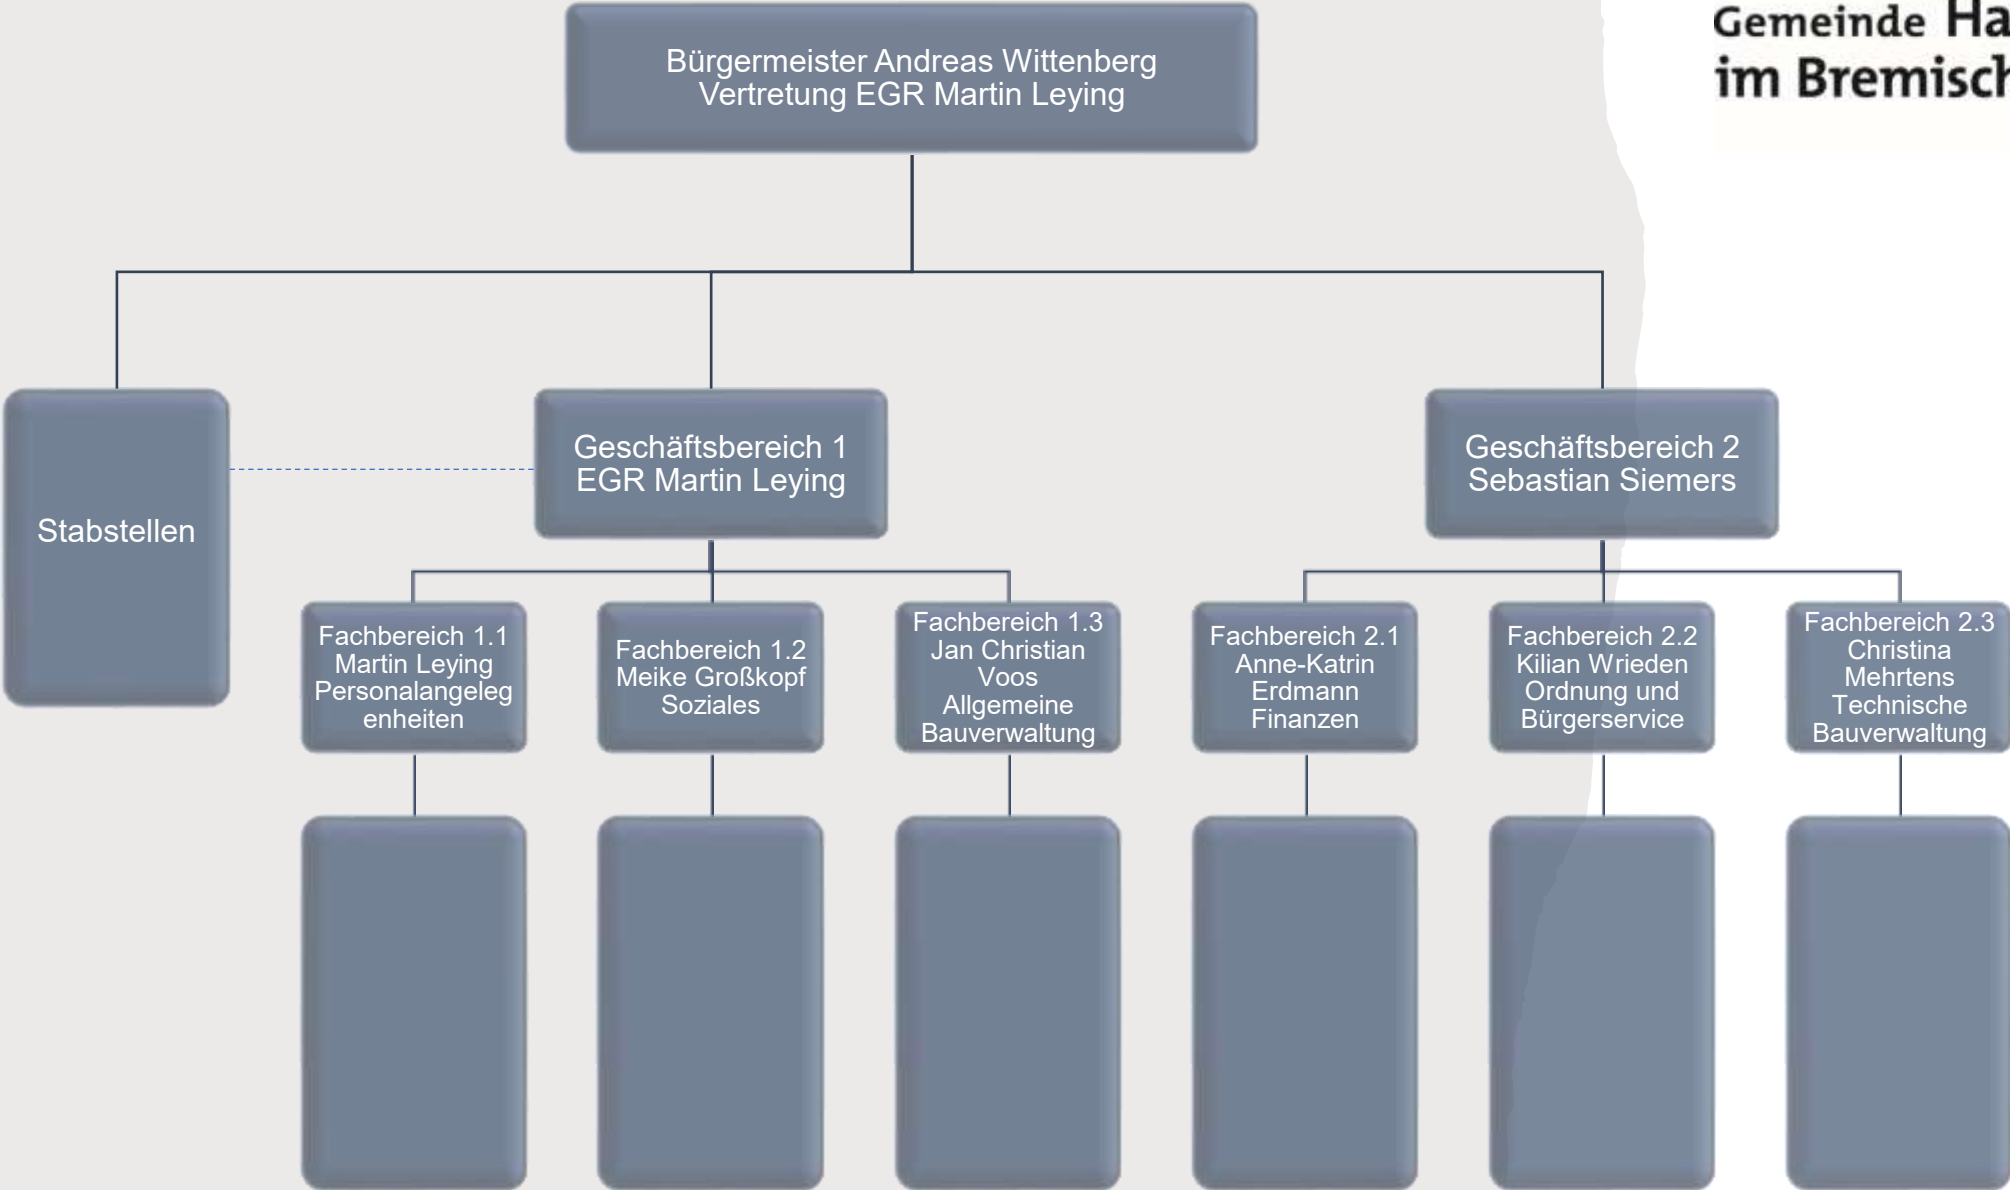 Bürgermeister Andreas Wittenberg
Vertretung EGR Martin Leying
Gemeinde
im
Stabstellen
Geschäftsbereich 1
EGR Martin Leying
Geschäftsbereich 2
Sebastian Siemers
Fachbereich 1.1
Martin Leying
Personalangeleg
enheiten
Fachbereich 1.2
Meike Großkopf
Soziales
Fachbereich 1.3
Jan Christian
Voos
Allgemeine
Bauverwaltung
Fachbereich 2.1
Anne-Katrin
Erdmann
Finanzen
Fachbereich 2.2
Kilian Wrieden
Ordnung und
Bürgerservice
Fachbereich 2.3
Christina
Mehrtens
Technische
Bauverwaltung